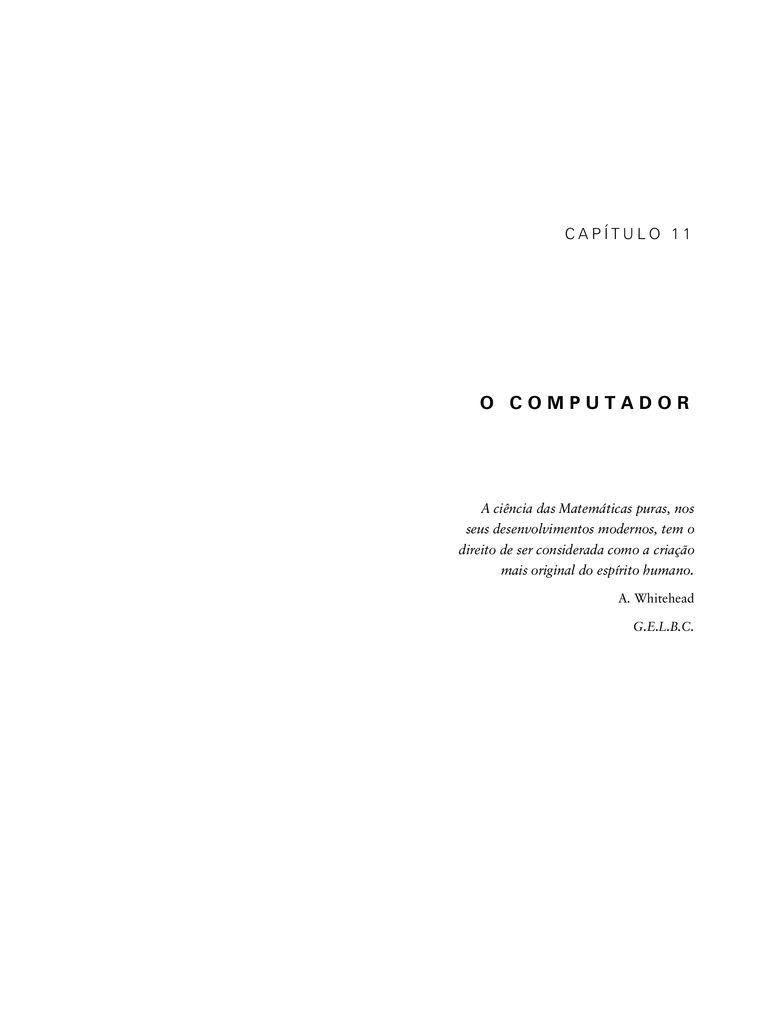 CAPÍTULO 11
O COMPUTADOR
A ciência das Matemáticas puras, nos
seus desenvolvimentos modernos, tem o
direito de ser considerada como a criação
mais original do espírito humano.
A. Whitehead
G.E.L.B.C.